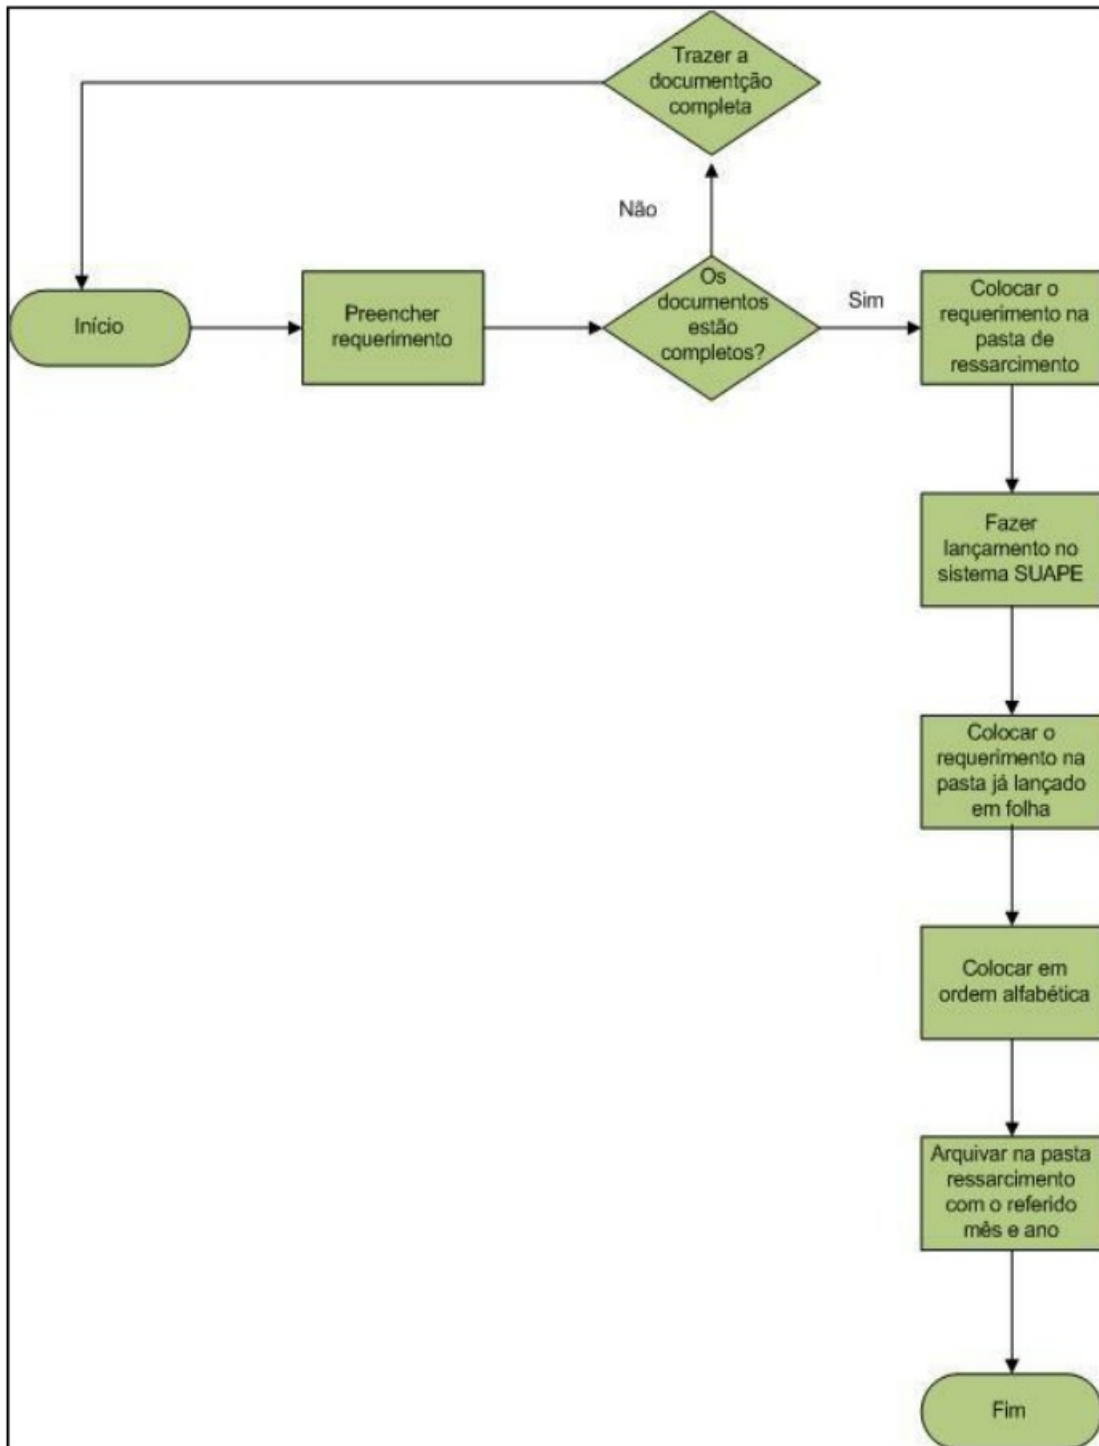 Trazer a
documentção
completa
Não
Início
Preencher
requerimento
Os
documentos
estão
completos?
Sim
Colocar o
requerimento na
pasta de
ressarcimento
Fazer
lançamento no
sistema SUAPE
Colocar o
requerimento na
pasta já lançado
em folha
Colocar em
ordem alfabética
Arquivar na pasta
ressarcimento
com o referido
mês e ano
Fim